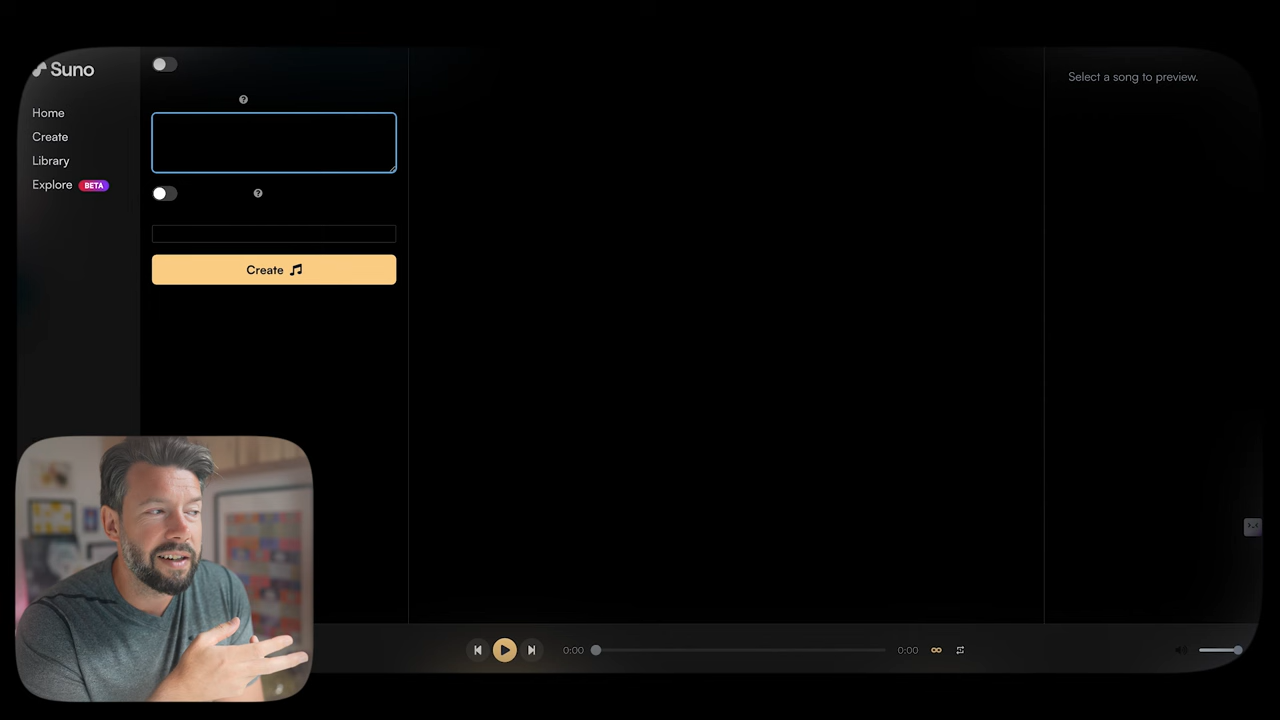 Suno
Home
Create
Library
Explore BETA
?
?
Create
Select a song to preview.
0:00
0:00